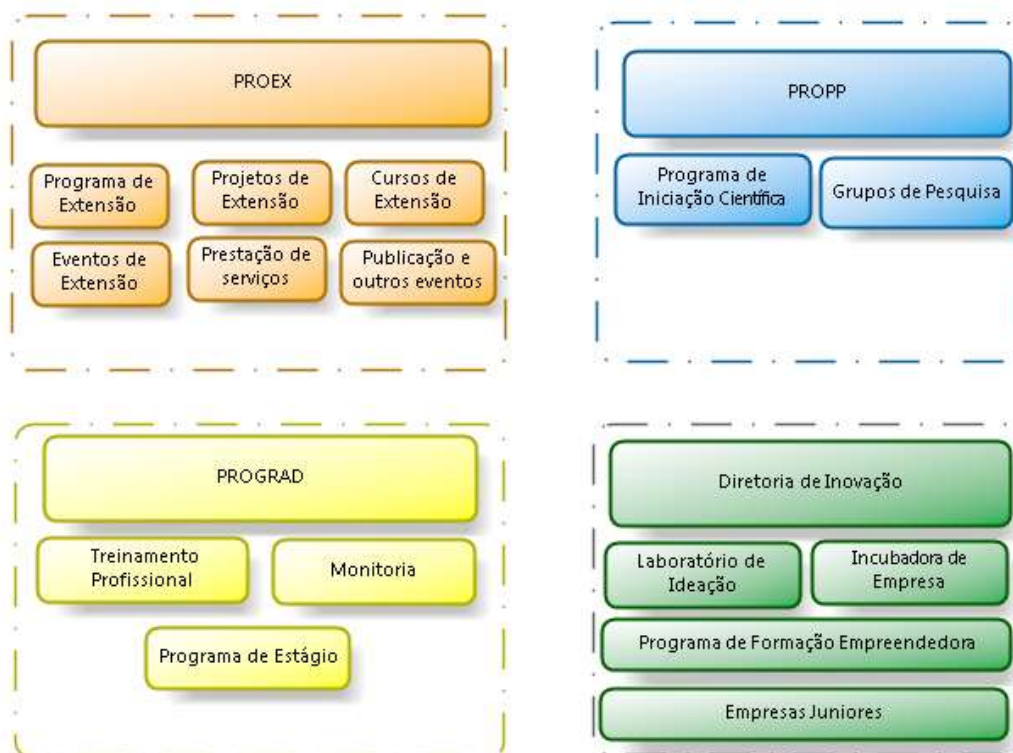 PROEX
Programa de
Extensão
Projetos de
Extensão
Cursos de
Extensão
Eventos de
Extensão
Prestação de
serviços
Publicação e
outros eventos
PROPP
Programa de
Iniciação Científica
Grupos de Pesquisa
PROGRAD
Treinamento
Profissional
Monitoria
Programa de Estágio
Diretoria de Inovação
Laboratório de
Ideação
Incubadora de
Empresa
Programa de Formação Empreendedora
Empresas Juniores